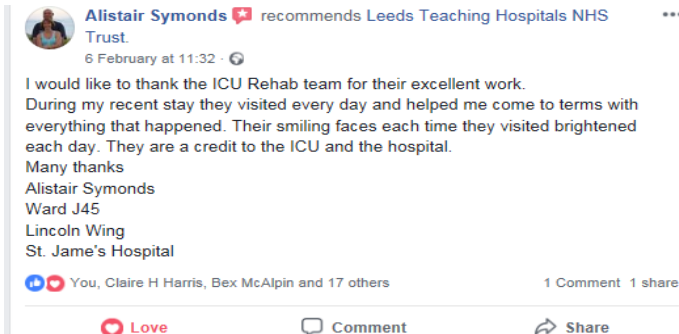 Alistair Symonds recommends Leeds Teaching Hospitals NHS
Trust.
6 February at 11:32 ·
I would like to thank the ICU Rehab team for their excellent work.
During my recent stay they visited every day and helped me come to terms with
everything that happened. Their smiling faces each time they visited brightened
each day. They are a credit to the ICU and the hospital.
Many thanks
Alistair Symonds
Ward J45
Lincoln Wing
St. Jame's Hospital
You, Claire H Harris, Bex McAlpin and 17 others 1 Comment 1 share
Love Comment Share